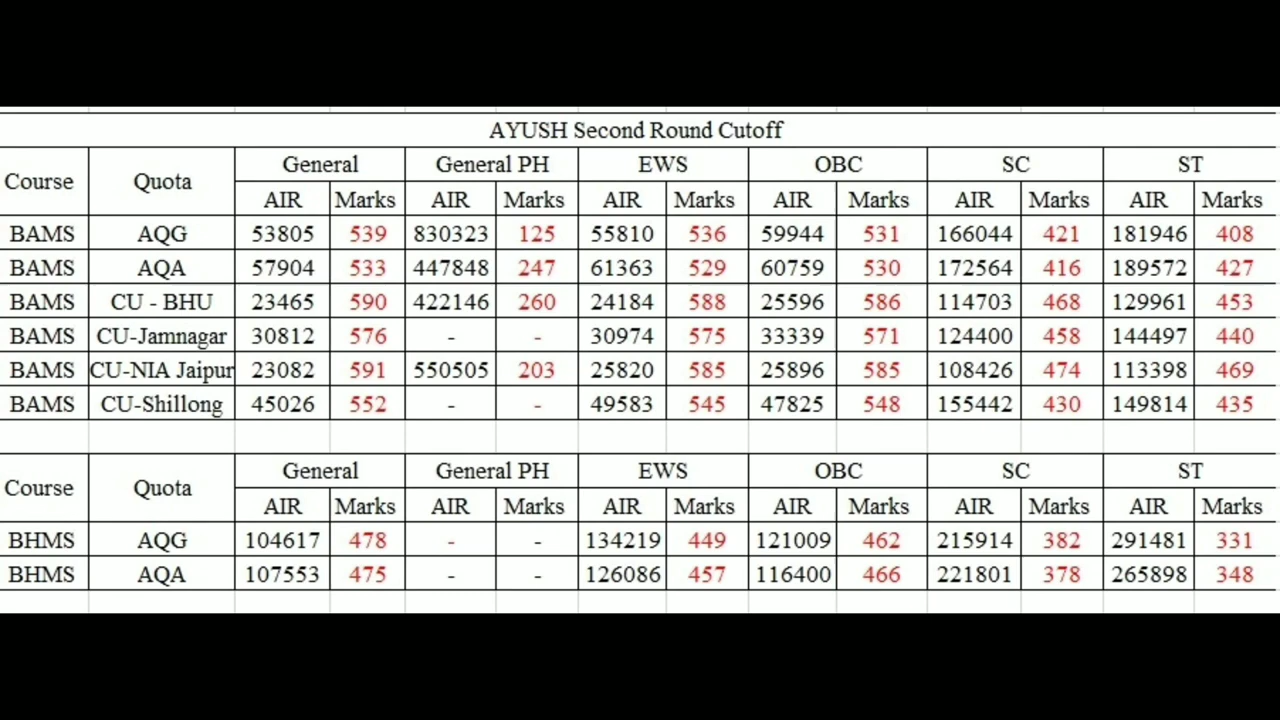 AYUSH Second Round Cutoff
Course Quota General General PH EWS OBC SC ST
AIR Marks AIR Marks AIR Marks AIR Marks AIR Marks AIR Marks
BAMS AQG 53805 539 830323 125 55810 536 59944 531 166044 421 181946 408
BAMS AQA 57904 533 447848 247 61363 529 60759 530 172564 416 189572 427
BAMS CU - BHU 23465 590 422146 260 24184 588 25596 586 114703 468 129961 453
BAMS CU-Jamnagar 30812 576 - - 30974 575 33339 571 124400 458 144497 440
BAMS CU-NIA Jaipur 23082 591 550505 203 25820 585 25896 585 108426 474 113398 469
BAMS CU-Shillong 45026 552 - - 49583 545 47825 548 155442 430 149814 435
Course Quota General General PH EWS OBC SC ST
AIR Marks AIR Marks AIR Marks AIR Marks AIR Marks AIR Marks
BHMS AQG 104617 478 - - 134219 449 121009 462 215914 382 291481 331
BHMS AQA 107553 475 - - 126086 457 116400 466 221801 378 265898 348